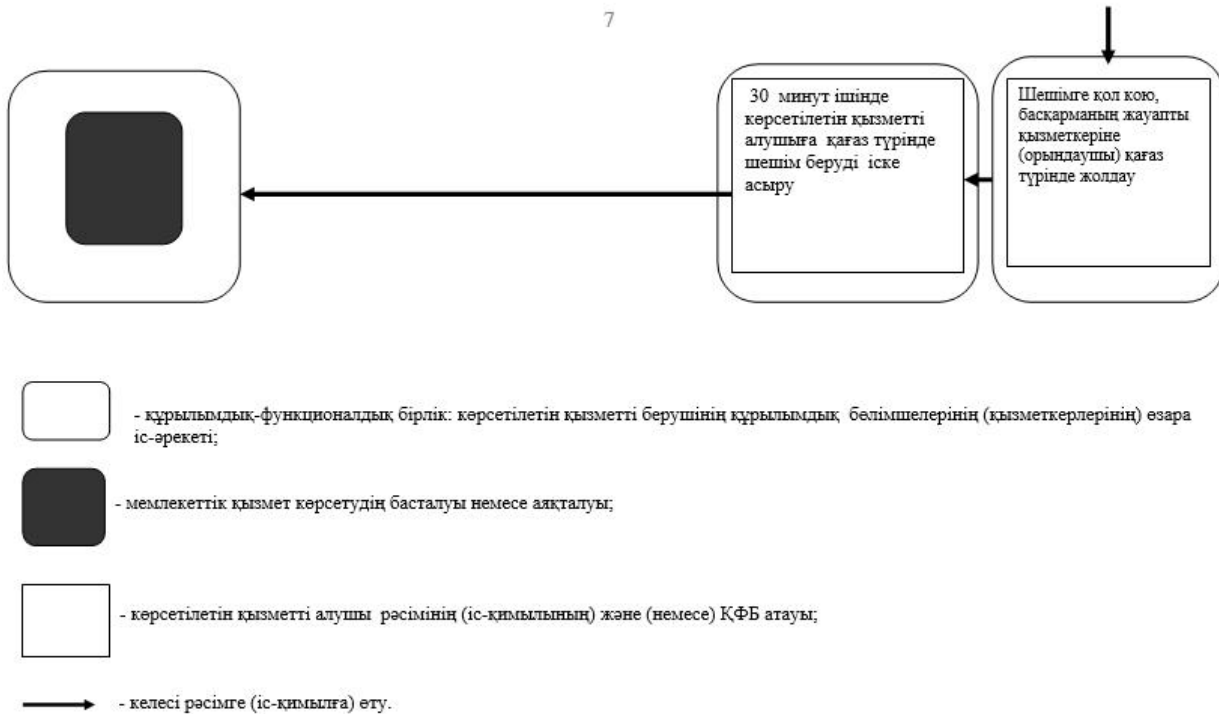 7
30 минут ішінде
көрсетілетін қызметті
алушыға қағаз түрінде
шешім беруді іске
асыру
Шешімге қол кою,
басқарманың жауапты
қызметкеріне
(орындаушы) қағаз
түрінде жолдау
- құрылымдық-функционалдық бірлік: көрсетілетін қызметті берушінің құрылымдық бөлімшелерінің (қызметкерлерінің) өзара
іс-әрекеті;
- мемлекеттік қызмет көрсетудің басталуы немесе аяқталуы;
- көрсетілетін қызметті алушы рәсімінің (іс-қимылының) және (немесе) ҚФБ атауы;
- келесі рәсімге (іс-қимылға) өту.